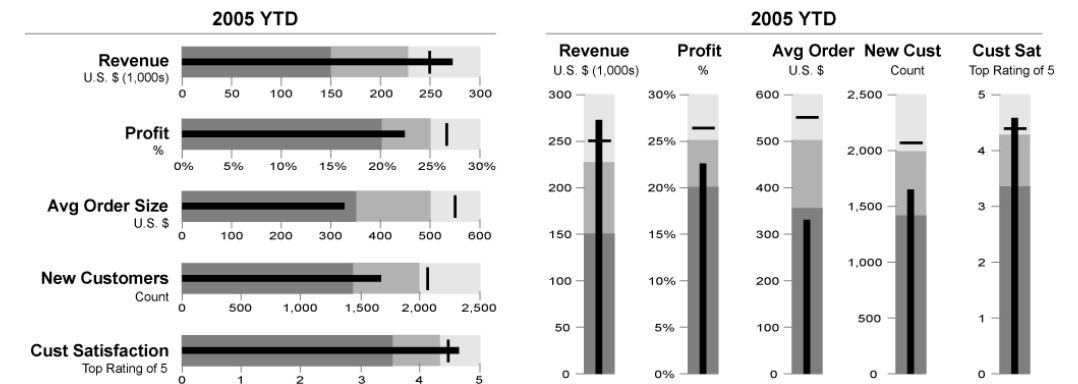 2005 YTD
Revenue
U.S. $ (1,000s)
0 50 100 150 200 250 300
Profit
%
0% 5% 10% 15% 20% 25% 30%
Avg Order Size
U.S. $
0 100 200 300 400 500 600
New Customers
Count
0 500 1,000 1,500 2,000 2,500
Cust Satisfaction
Top Rating of 5
0 1 2 3 4 5
2005 YTD
Revenue
U.S. $ (1,000s)
300
250
200
150
100
50
0
Profit
%
30%
25%
20%
15%
10%
5%
0%
Avg Order
U.S. $
600
500
400
300
200
100
0
New Cust
Count
2,500
2,000
1,500
1,000
500
0
Cust Sat
Top Rating of 5
5
4
3
2
1
0